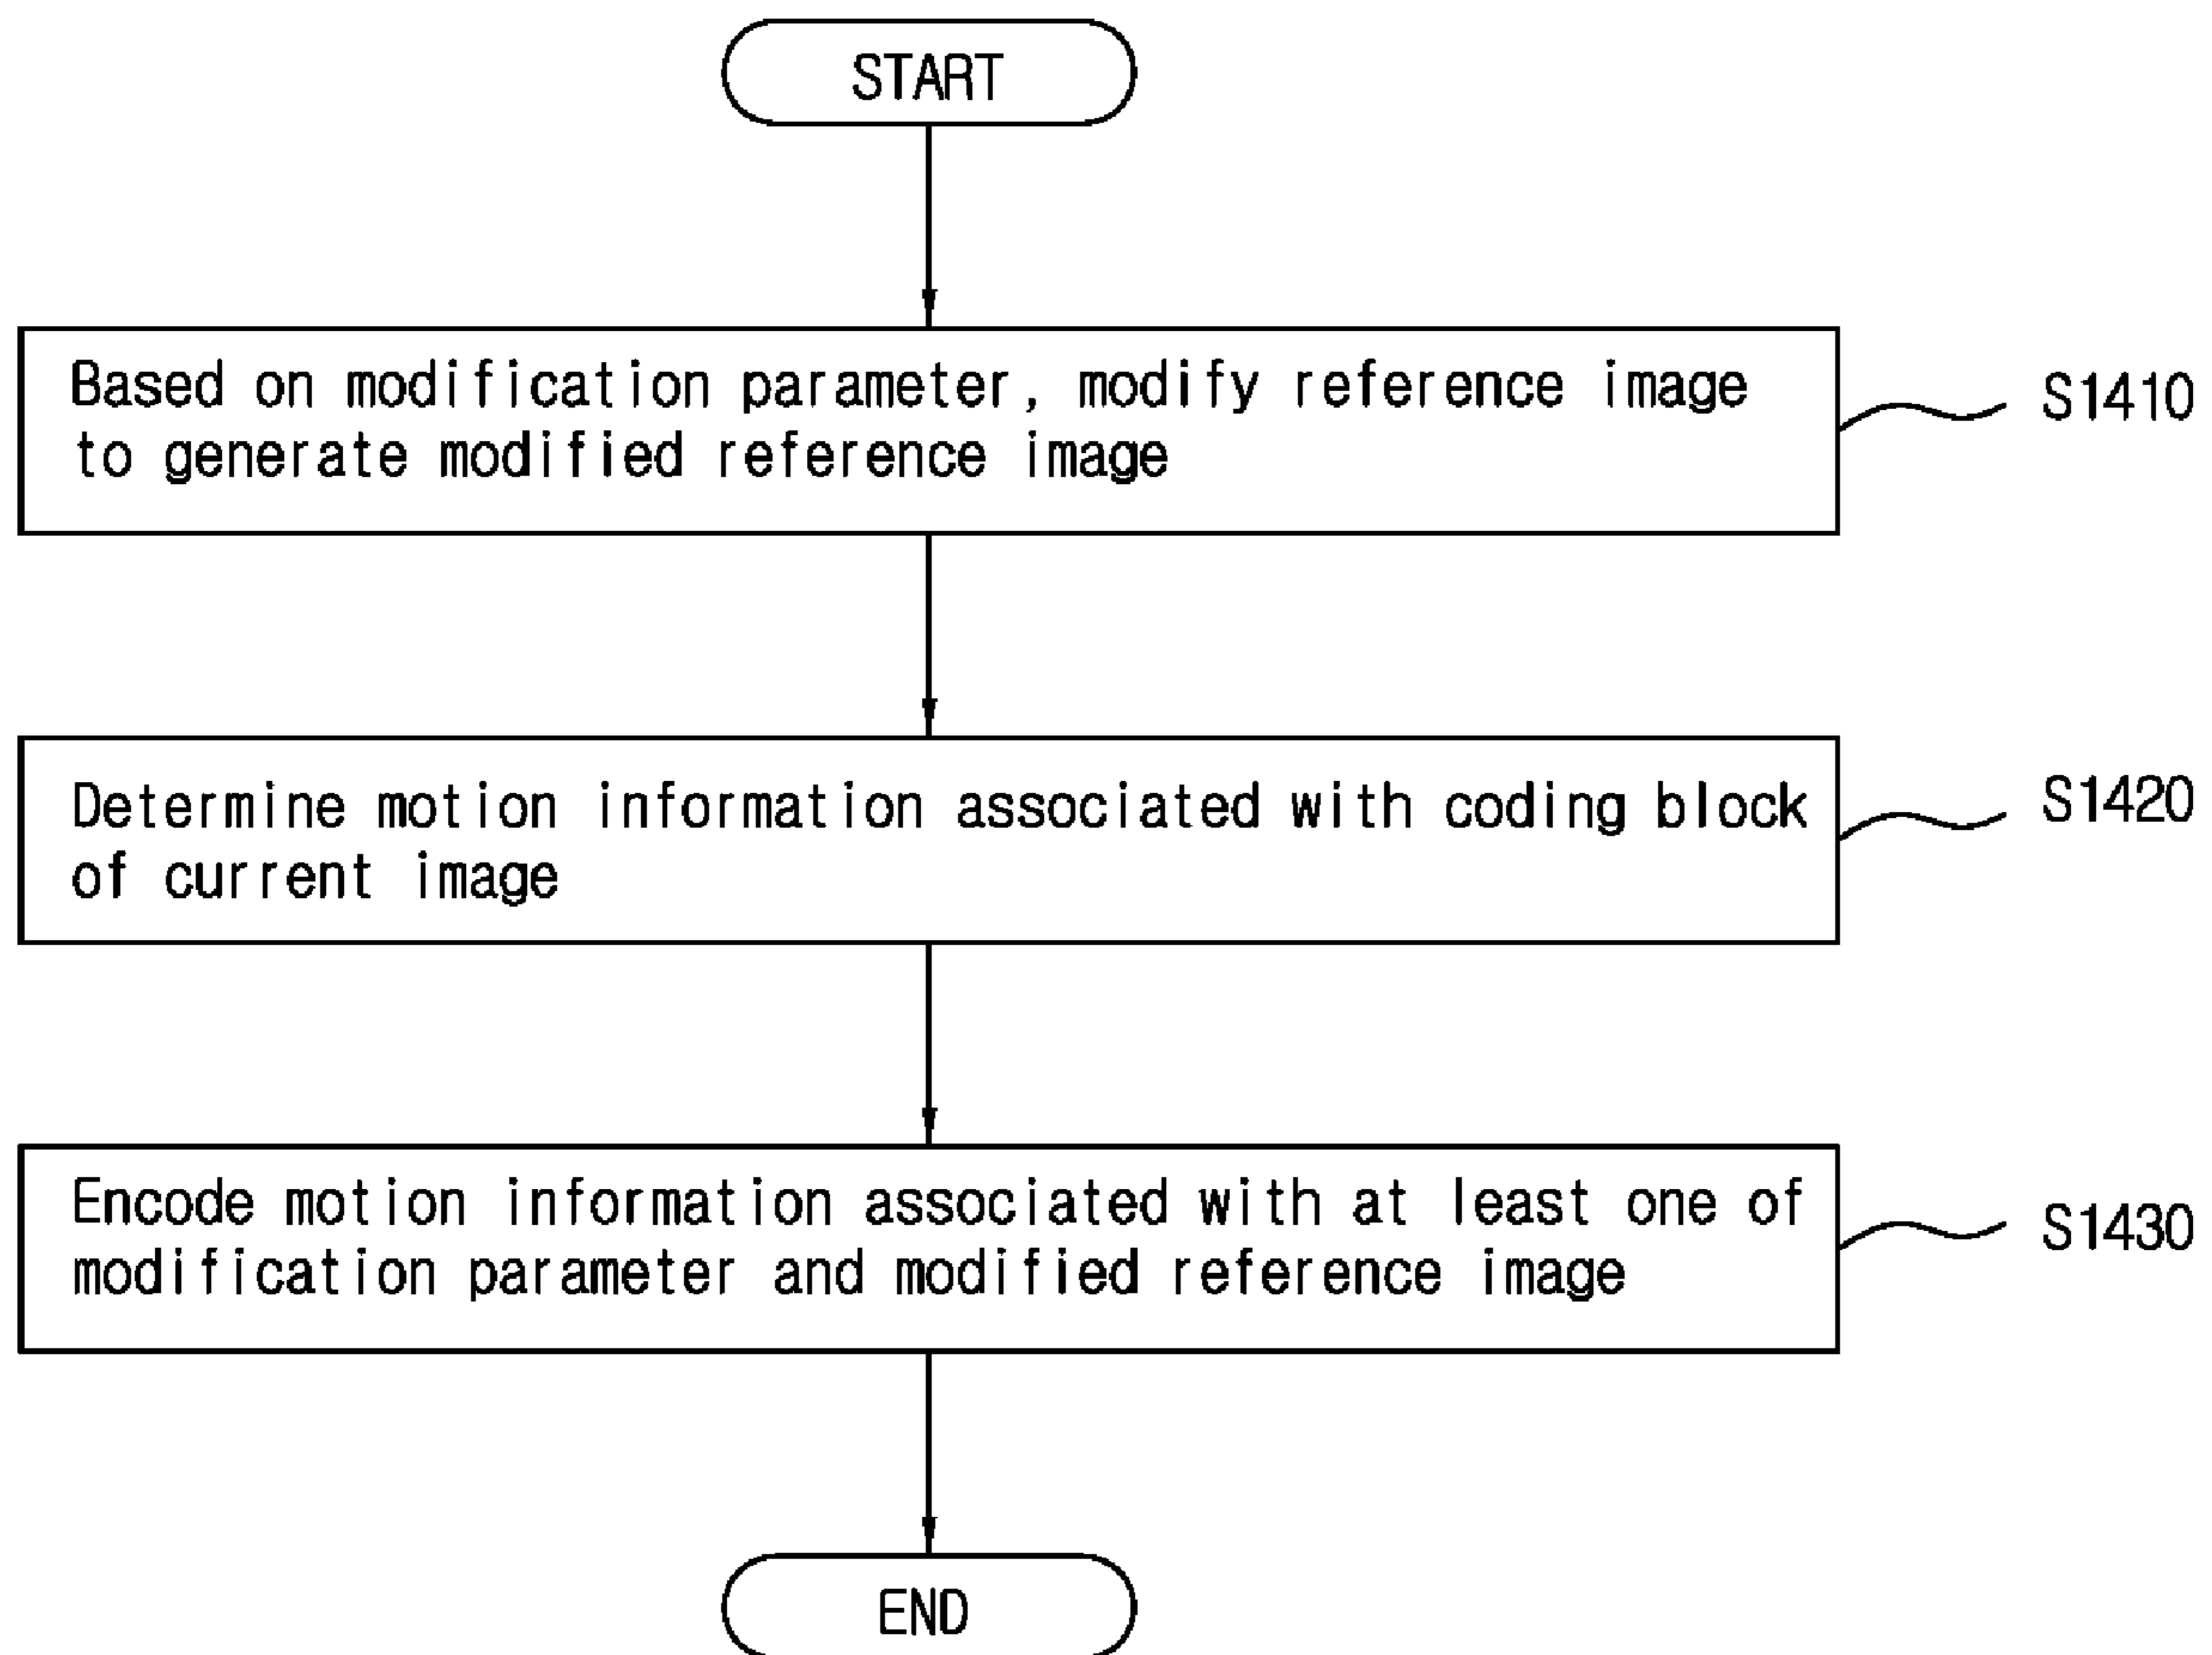 START
Based on modification parameter, modify reference image
to generate modified reference image
S1410
Determine motion information associated with coding block
of current image
S1420
Encode motion information associated with at least one of
modification parameter and modified reference image
S1430
END